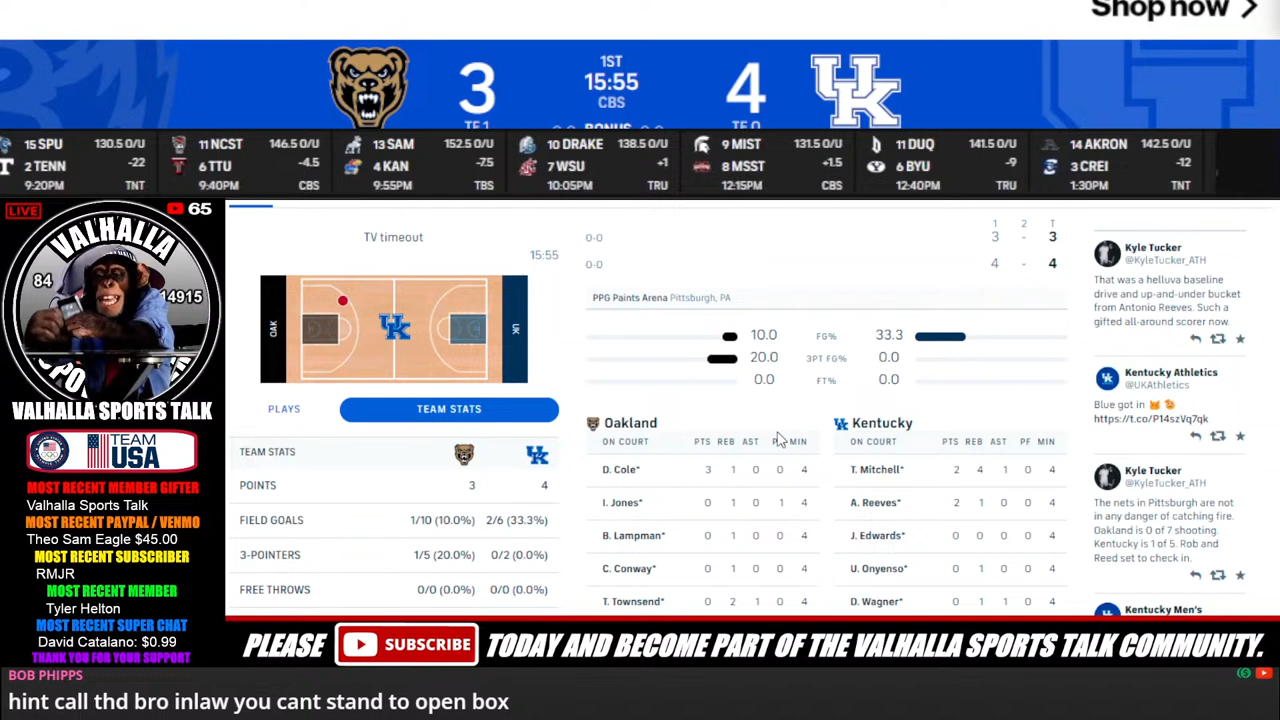 Shop now
3
TF 1
1ST
15:55
CBS
BONUS
4
TF 0
UK
15 SPU 130.5 O/U
2 TENN -22
9:20PM TNT
11 NCST 146.5 O/U
6 TTU -4.5
9:40PM CBS
13 SAM 152.5 O/U
4 KAN -7.5
9:55PM TBS
10 DRAKE 138.5 O/U
7 WSU +1
10:05PM TRU
9 MIST 131.5 O/U
8 MSST +1.5
12:15PM CBS
11 DUQ 141.5 O/U
6 BYU -9
12:40PM TRU
14 AKRON 142.5 O/U
3 CREI -12
1:30PM TNT
LIVE
65
VALHALLA
84
14915
VALHALLA SPORTS TALK
TEAM
USA
MOST RECENT MEMBER GIFTER
Valhalla Sports Talk
MOST RECENT PAYPAL / VENMO
Theo Sam Eagle $45.00
MOST RECENT SUBSCRIBER
RMJR
MOST RECENT MEMBER
Tyler Helton
MOST RECENT SUPER CHAT
David Catalano: $0.99
THANK YOU FOR YOUR SUPPORT
TV timeout
15:55
OAK
UK
UK
PLAYS
TEAM STATS
TEAM STATS
POINTS 3 4
FIELD GOALS 1/10 (10.0%) 2/6 (33.3%)
3-POINTERS 1/5 (20.0%) 0/2 (0.0%)
FREE THROWS 0/0 (0.0%) 0/0 (0.0%)
1 2 T
0-0 3 - 3
0-0 4 - 4
PPG Paints Arena Pittsburgh, PA
10.0 FG% 33.3
20.0 3PT FG% 0.0
0.0 FT% 0.0
Oakland
ON COURT PTS REB AST MIN
D. Cole* 3 1 0 0 4
I. Jones* 0 1 0 1 4
B. Lampman* 0 1 0 0 4
C. Conway* 0 1 0 0 4
T. Townsend* 0 2 1 0 4
Kentucky
ON COURT PTS REB AST PF MIN
T. Mitchell* 2 4 1 0 4
A. Reeves* 2 1 0 0 4
J. Edwards* 0 0 0 0 4
U. Onyenso* 0 0 0 0 4
D. Wagner* 0 1 1 0 4
Kyle Tucker
@KyleTucker_ATH
That was a helluva baseline
drive and up-and-under bucket
from Antonio Reeves. Such a
gifted all-around scorer now.
Kentucky Athletics
@UKAthletics
Blue got in
https://t.co/P14szVq7qk
Kyle Tucker
@KyleTucker_ATH
The nets in Pittsburgh are not
in any danger of catching fire.
Oakland is 0 of 7 shooting.
Kentucky is 1 of 5. Rob and
Reed set to check in.
Kentucky Men's
PLEASE SUBSCRIBE TODAY AND BECOME PART OF THE VALHALLA SPORTS TALK COMMUNITY.
BOB PHIPPS
hint call thd bro inlaw you cant stand to open box